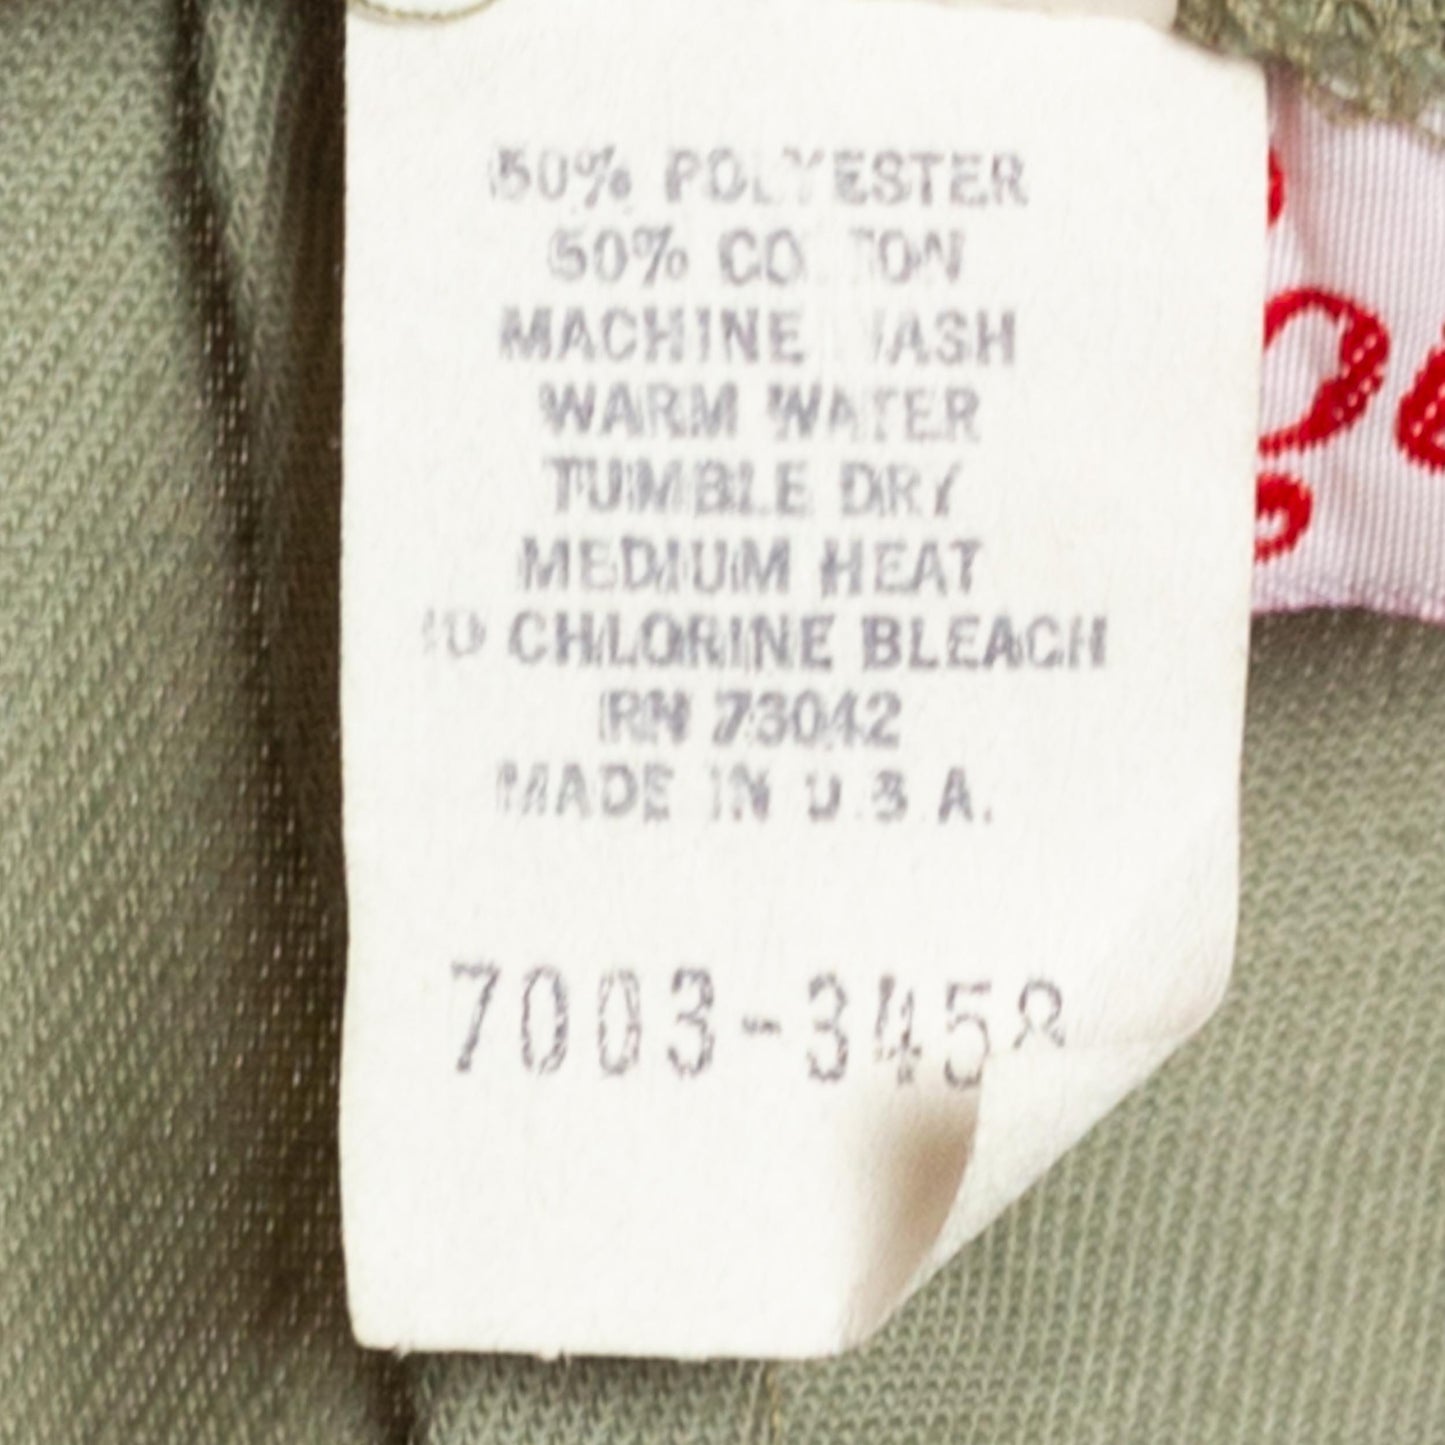 50% POLYESTER
50% COTTON
MACHINE WASH
WARM WATER
TUMBLE DRY
MEDIUM HEAT
NO CHLORINE BLEACH
RN 73042
MADE IN U.S.A.
7003-3458